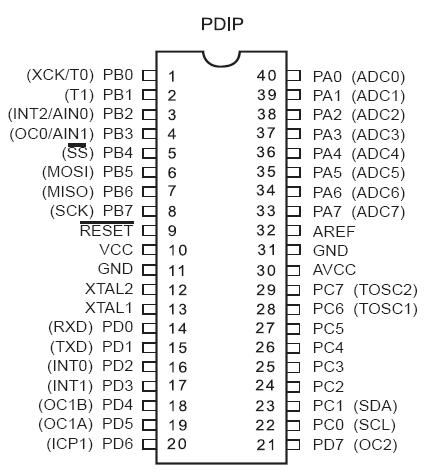 PDIP
(XCK/T0) PB0 1 40 PA0 (ADC0)
(T1) PB1 2 39 PA1 (ADC1)
(INT2/AIN0) PB2 3 38 PA2 (ADC2)
(OC0/AIN1) PB3 4 37 PA3 (ADC3)
(SS) PB4 5 36 PA4 (ADC4)
(MOSI) PB5 6 35 PA5 (ADC5)
(MISO) PB6 7 34 PA6 (ADC6)
(SCK) PB7 8 33 PA7 (ADC7)
RESET 9 32 AREF
VCC 10 31 GND
GND 11 30 AVCC
XTAL2 12 29 PC7 (TOSC2)
XTAL1 13 28 PC6 (TOSC1)
(RXD) PD0 14 27 PC5
(TXD) PD1 15 26 PC4
(INT0) PD2 16 25 PC3
(INT1) PD3 17 24 PC2
(OC1B) PD4 18 23 PC1 (SDA)
(OC1A) PD5 19 22 PC0 (SCL)
(ICP1) PD6 20 21 PD7 (OC2)